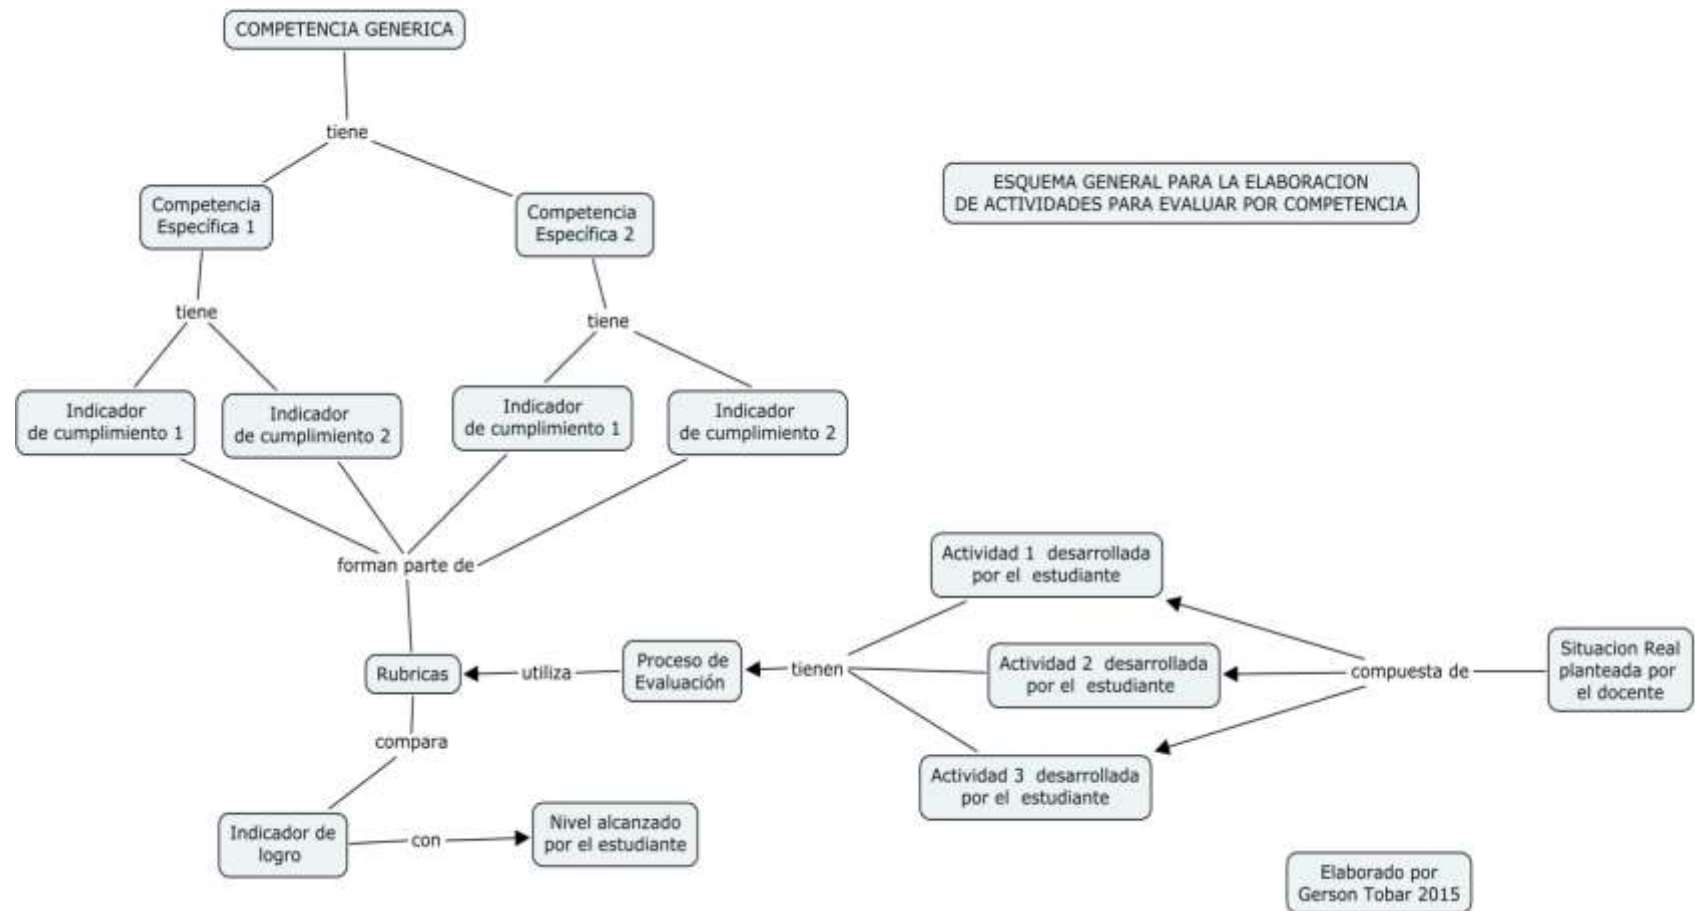 COMPETENCIA GENERICA
tiene
ESQUEMA GENERAL PARA LA ELABORACION
DE ACTIVIDADES PARA EVALUAR POR COMPETENCIA
Competencia
Específica 1
Competencia
Específica 2
tiene
tiene
Indicador
de cumplimiento 1
Indicador
de cumplimiento 2
Indicador
de cumplimiento 1
Indicador
de cumplimiento 2
forman parte de
Actividad 1 desarrollada
por el estudiante
Rubricas
utiliza
Proceso de
Evaluación
tienen
Actividad 2 desarrollada
por el estudiante
compuesta de
Situacion Real
planteada por
el docente
compara
Actividad 3 desarrollada
por el estudiante
Indicador de
logro
con
Nivel alcanzado
por el estudiante
Elaborado por
Gerson Tobar 2015